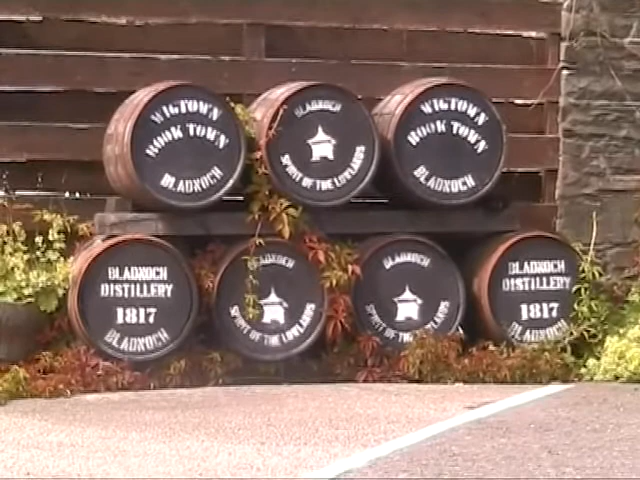 WIGTOWN
BOOK TOWN
BLADNOCH
BLADNOCH
SPIRIT OF THE LOWLANDS
WIGTOWN
BOOK TOWN
BLADNOCH
BLADNOCH
DISTILLERY
1817
BLADNOCH
BLADNOCH
SPIRIT OF THE LOWLANDS
BLADNOCH
SPIRIT OF THE LOWLANDS
BLADNOCH
DISTILLERY
1817
BLADNOCH